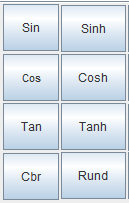 Sin Sinh
Cos Cosh
Tan Tanh
Cbr Rund